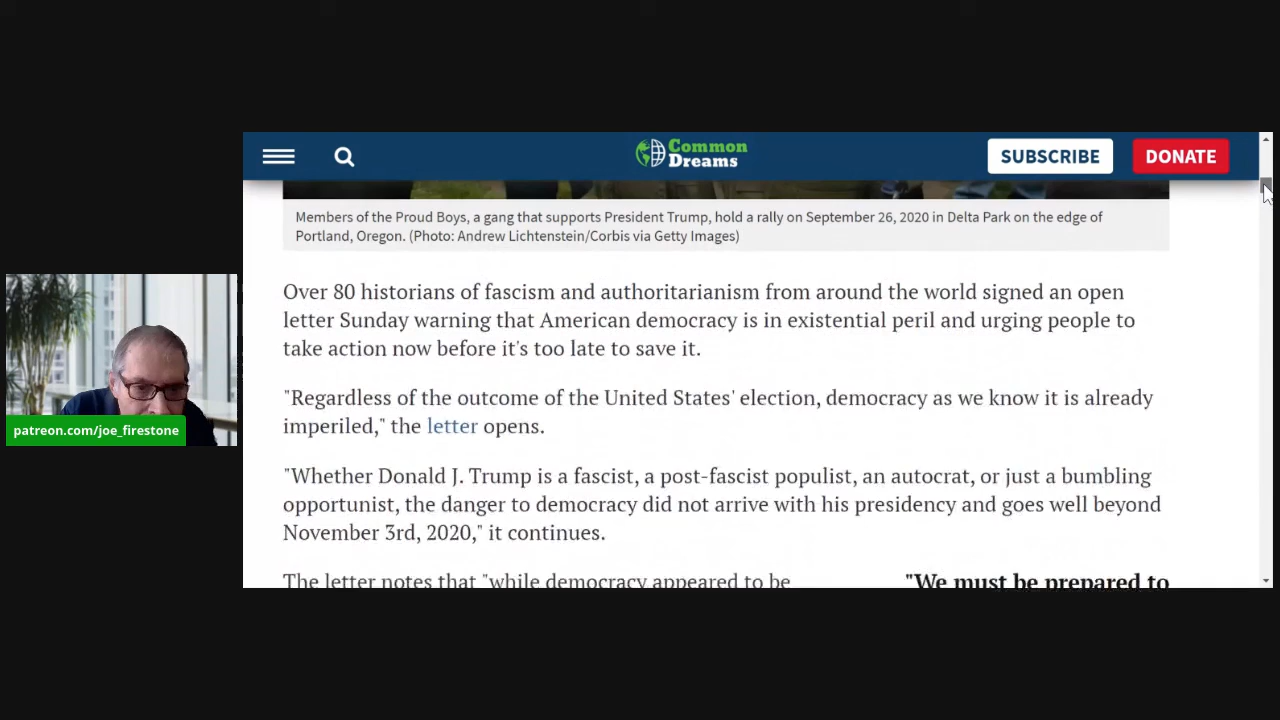 Common
Dreams
SUBSCRIBE
DONATE
Members of the Proud Boys, a gang that supports President Trump, hold a rally on September 26, 2020 in Delta Park on the edge of
Portland, Oregon. (Photo: Andrew Lichtenstein/Corbis via Getty Images)
Over 80 historians of fascism and authoritarianism from around the world signed an open
letter Sunday warning that American democracy is in existential peril and urging people to
take action now before it's too late to save it.
"Regardless of the outcome of the United States' election, democracy as we know it is already
imperiled," the letter opens.
"Whether Donald J. Trump is a fascist, a post-fascist populist, an autocrat, or just a bumbling
opportunist, the danger to democracy did not arrive with his presidency and goes well beyond
November 3rd, 2020," it continues.
The letter notes that "while democracy appeared to be
"We must be prepared to
patreon.com/joe_firestone